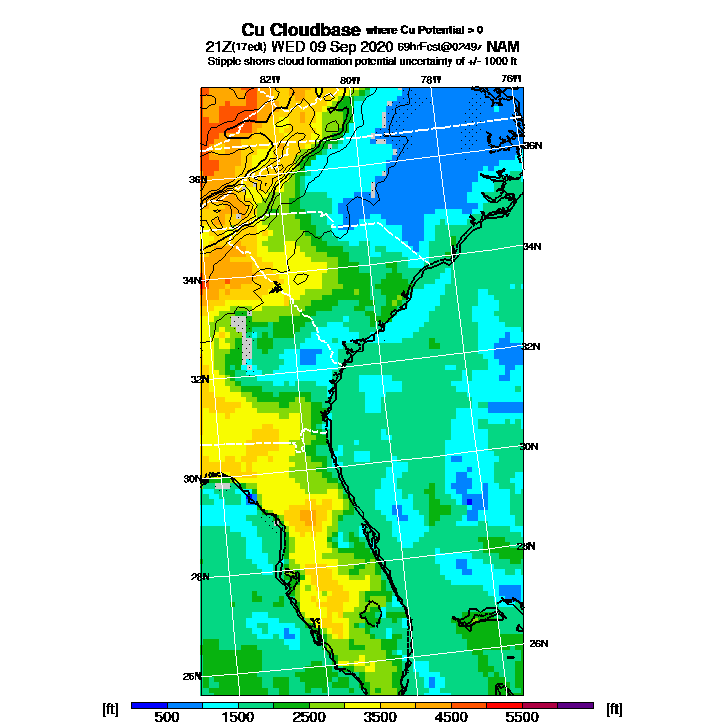 Cu Cloudbase where Cu Potential > 0
21Z(17edt) WED 09 Sep 2020 69hrFcst@0249z NAM
Stipple shows cloud formation potential uncertainty of +/- 1000 ft
82W 80W 78W 76W
36N
36N
34N
34N
32N
32N
30N
30N
28N
28N
26N
26N
[ft] 500 1500 2500 3500 4500 5500 [ft]